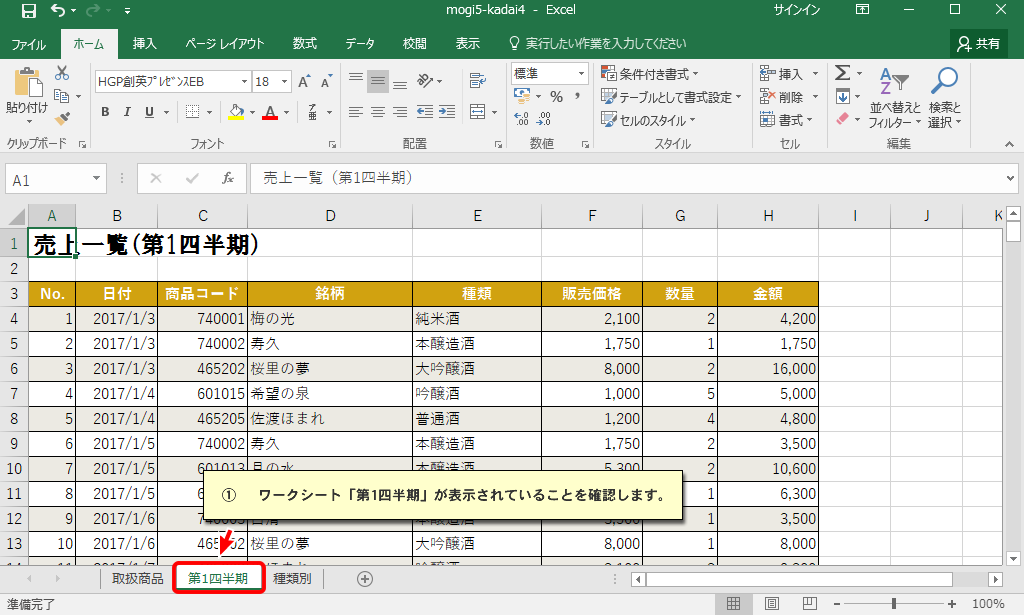 mogi5-kadai4 - Excel
サインイン
ファイル ホーム 挿入 ページ レイアウト 数式 データ 校閲 表示 実行したい作業を入力してください 共有
貼り付け
クリップボード
HGP創英ﾌﾟﾚｾﾞﾝｽEB 18
B I U
フォント
配置
標準
% ,
数値
条件付き書式
テーブルとして書式設定
セルのスタイル
スタイル
挿入
削除
書式
セル
並べ替えと
フィルター
検索と
選択
編集
A1 fx 売上一覧（第1四半期）
A B C D E F G H I J K
1 売上一覧(第1四半期)
2
3 No. 日付 商品コード 銘柄 種類 販売価格 数量 金額
4 1 2017/1/3 740001 梅の光 純米酒 2,100 2 4,200
5 2 2017/1/3 740002 寿久 本醸造酒 1,750 1 1,750
6 3 2017/1/3 465202 桜里の夢 大吟醸酒 8,000 2 16,000
7 4 2017/1/4 601015 希望の泉 吟醸酒 1,000 5 5,000
8 5 2017/1/4 465205 佐渡ほまれ 普通酒 1,200 4 4,800
9 6 2017/1/5 740002 寿久 本醸造酒 1,750 2 3,500
10 7 2017/1/5 601013 月の水 本醸造酒 5,300 2 10,600
11 8 2017/1/5 1 6,300
12 9 2017/1/6 1 3,500
13 10 2017/1/6 桜里の夢 大吟醸酒 8,000 1 8,000
① ワークシート「第1四半期」が表示されていることを確認します。
取扱商品 第1四半期 種類別
準備完了
100%